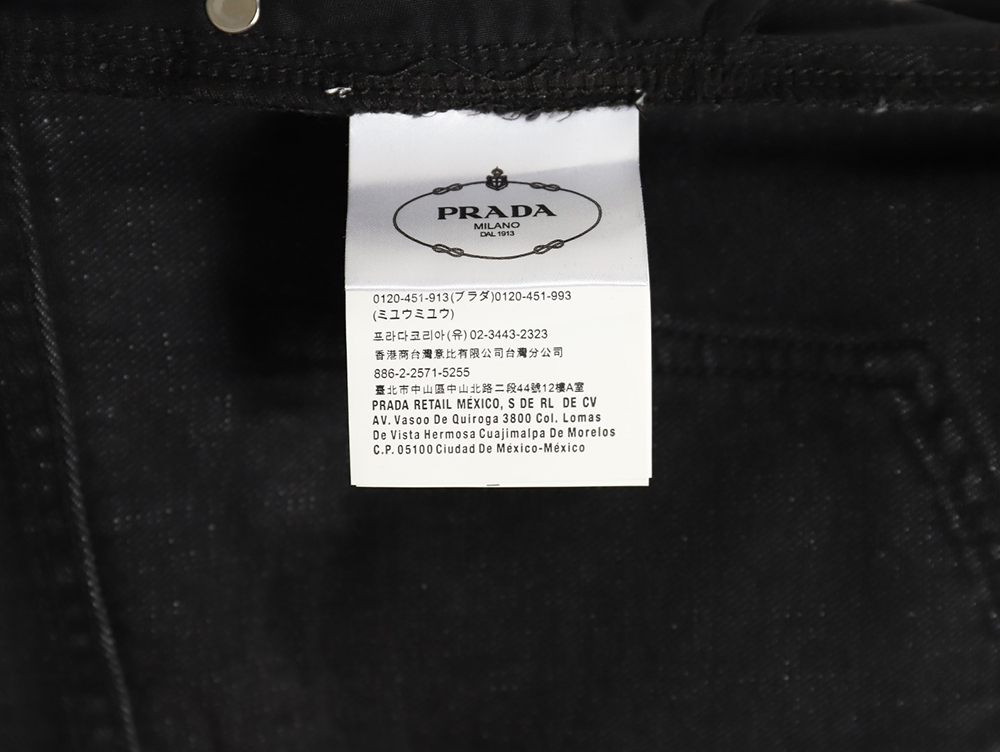 PRADA
MILANO
DAL 1913
0120-451-913(プラダ)0120-451-993
(ミユウミユウ)
프라다코리아(유) 02-3443-2323
香港商台灣意比有限公司台灣分公司
886-2-2571-5255
臺北市中山區中山北路二段44號12樓A室
PRADA RETAIL MÉXICO, S DE RL DE CV
AV. Vasoo De Quiroga 3800 Col. Lomas
De Vista Hermosa Cuajimalpa De Morelos
C.P. 05100 Ciudad De México-México